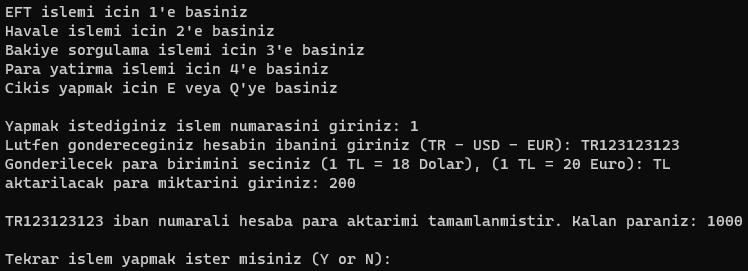 EFT islemi icin 1'e basiniz
Havale islemi icin 2'e basiniz
Bakiye sorgulama islemi icin 3'e basiniz
Para yatirma islemi icin 4'e basiniz
Cikis yapmak icin E veya Q'ye basiniz

Yapmak istediginiz islem numarasini giriniz: 1
Lutfen gondereceginiz hesabin ibanini giriniz (TR - USD - EUR): TR123123123
Gonderilecek para birimini seciniz (1 TL = 18 Dolar), (1 TL = 20 Euro): TL
aktarilacak para miktarini giriniz: 200

TR123123123 iban numarali hesaba para aktarimi tamamlanmistir. Kalan paraniz: 1000

Tekrar islem yapmak ister misiniz (Y or N):